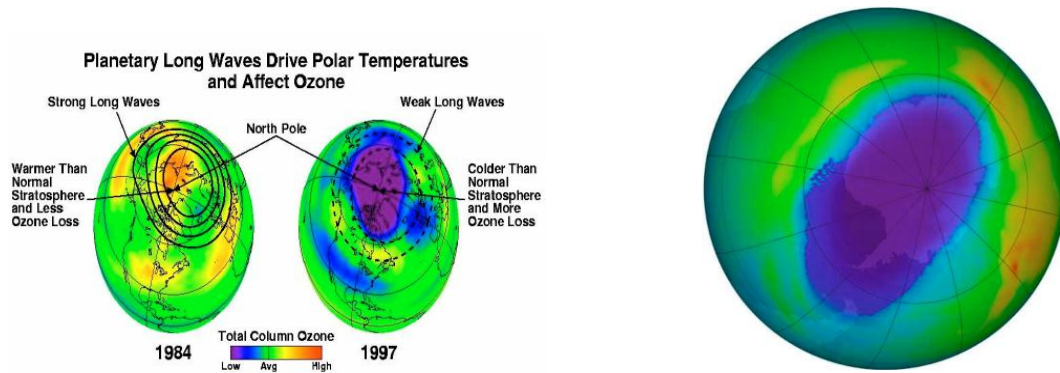 Planetary Long Waves Drive Polar Temperatures
and Affect Ozone
Strong Long Waves
Weak Long Waves
North Pole
Warmer Than
Normal
Stratosphere
and Less
Ozone Loss
Colder Than
Normal
Stratosphere
and More
Ozone Loss
Total Column Ozone
1984
Low
Avg
High
1997